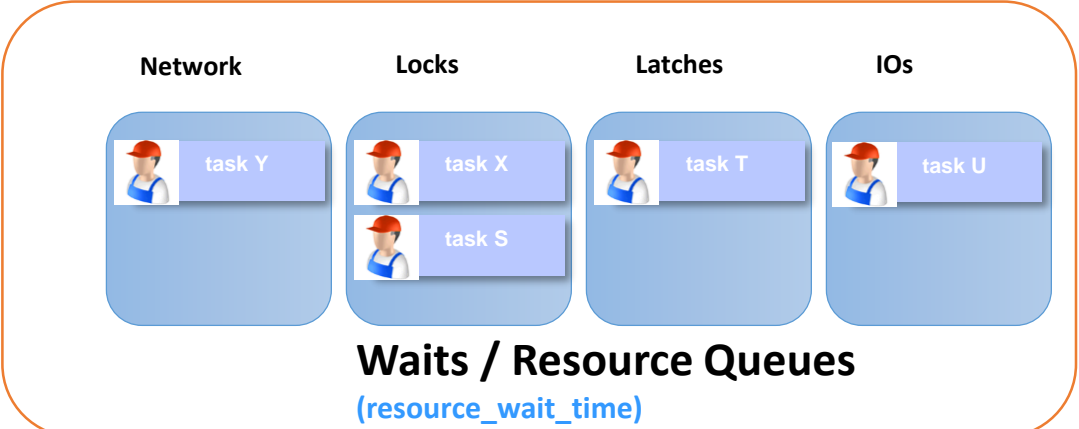 Network
Locks
Latches
IOs
task Y
task X
task T
task U
task S
Waits / Resource Queues
(resource_wait_time)